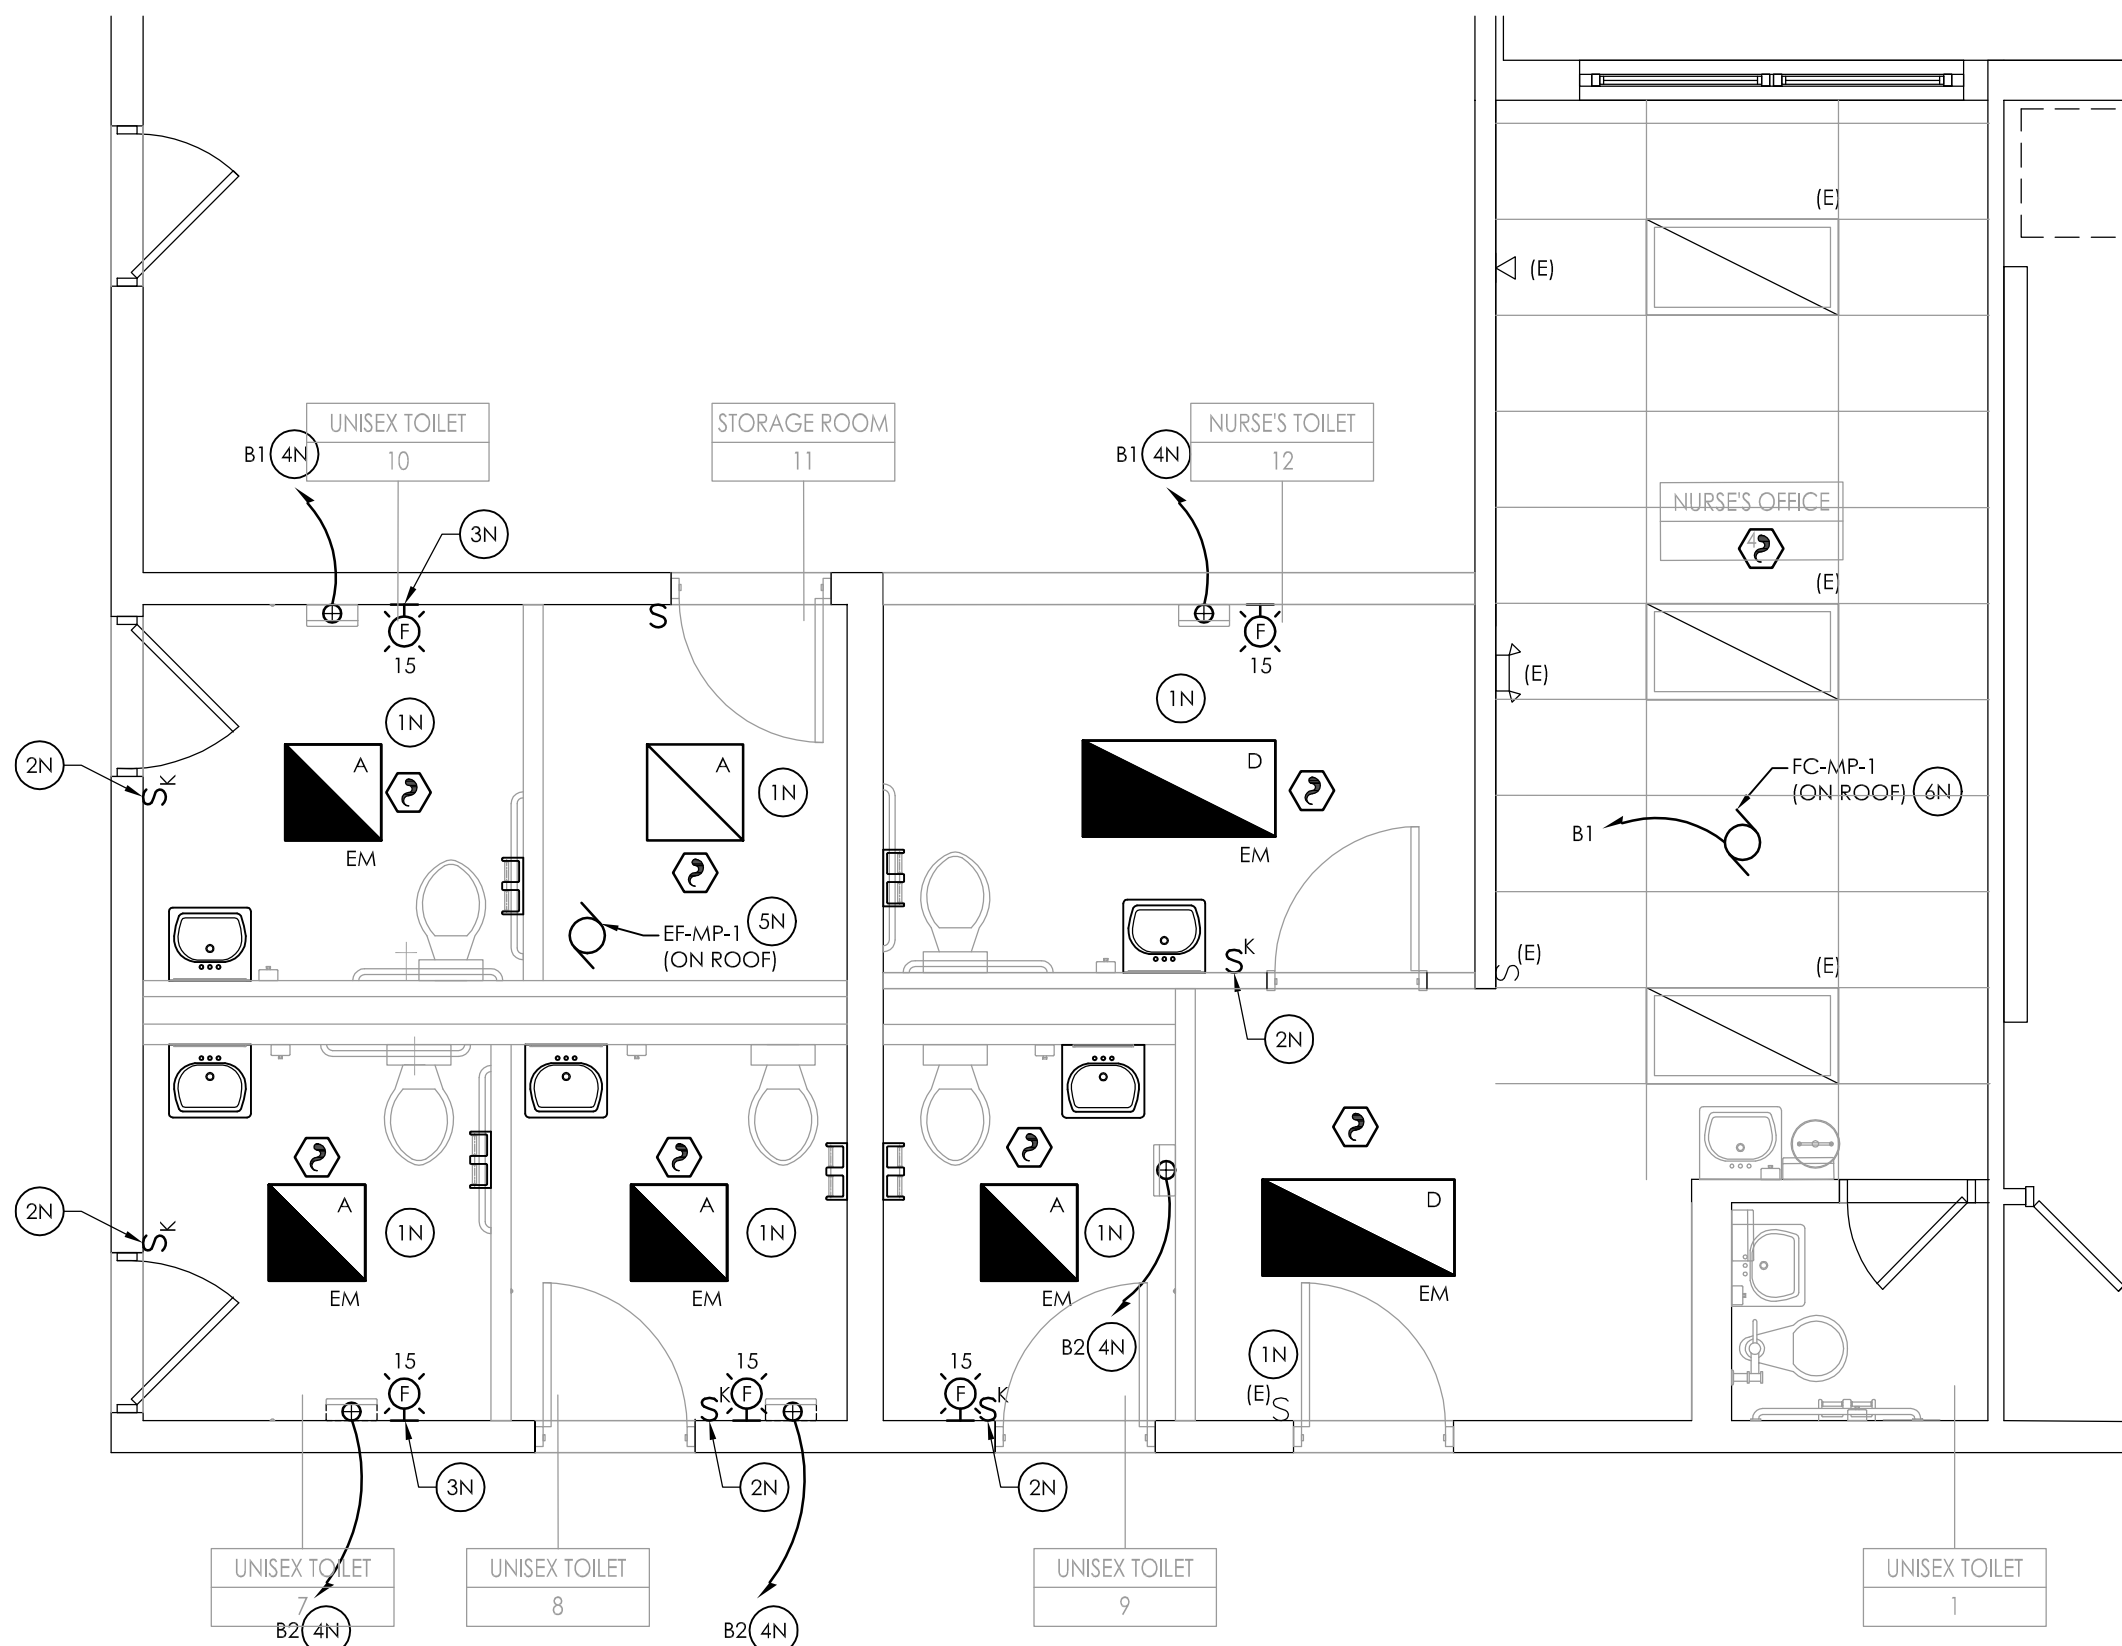 (E)
(E)
UNISEX TOILET
10
STORAGE ROOM
11
NURSE'S TOILET
12
B1
4N
B1
4N
NURSE'S OFFICE
4
3N
(E)
S
F
15
F
15
(E)
1N
1N
2N
S
K
A
EM
A
1N
D
EM
FC-MP-1
(ON ROOF)
6N
B1
5N
EF-MP-1
(ON ROOF)
S
K
S
(E)
(E)
2N
2N
S
K
A
EM
1N
A
EM
1N
A
EM
1N
D
EM
B2
4N
1N
15
F
15
S
K
F
15
F
S
K
(E)
S
3N
2N
2N
UNISEX TOILET
7
B2
4N
UNISEX TOILET
8
B2
4N
UNISEX TOILET
9
UNISEX TOILET
1